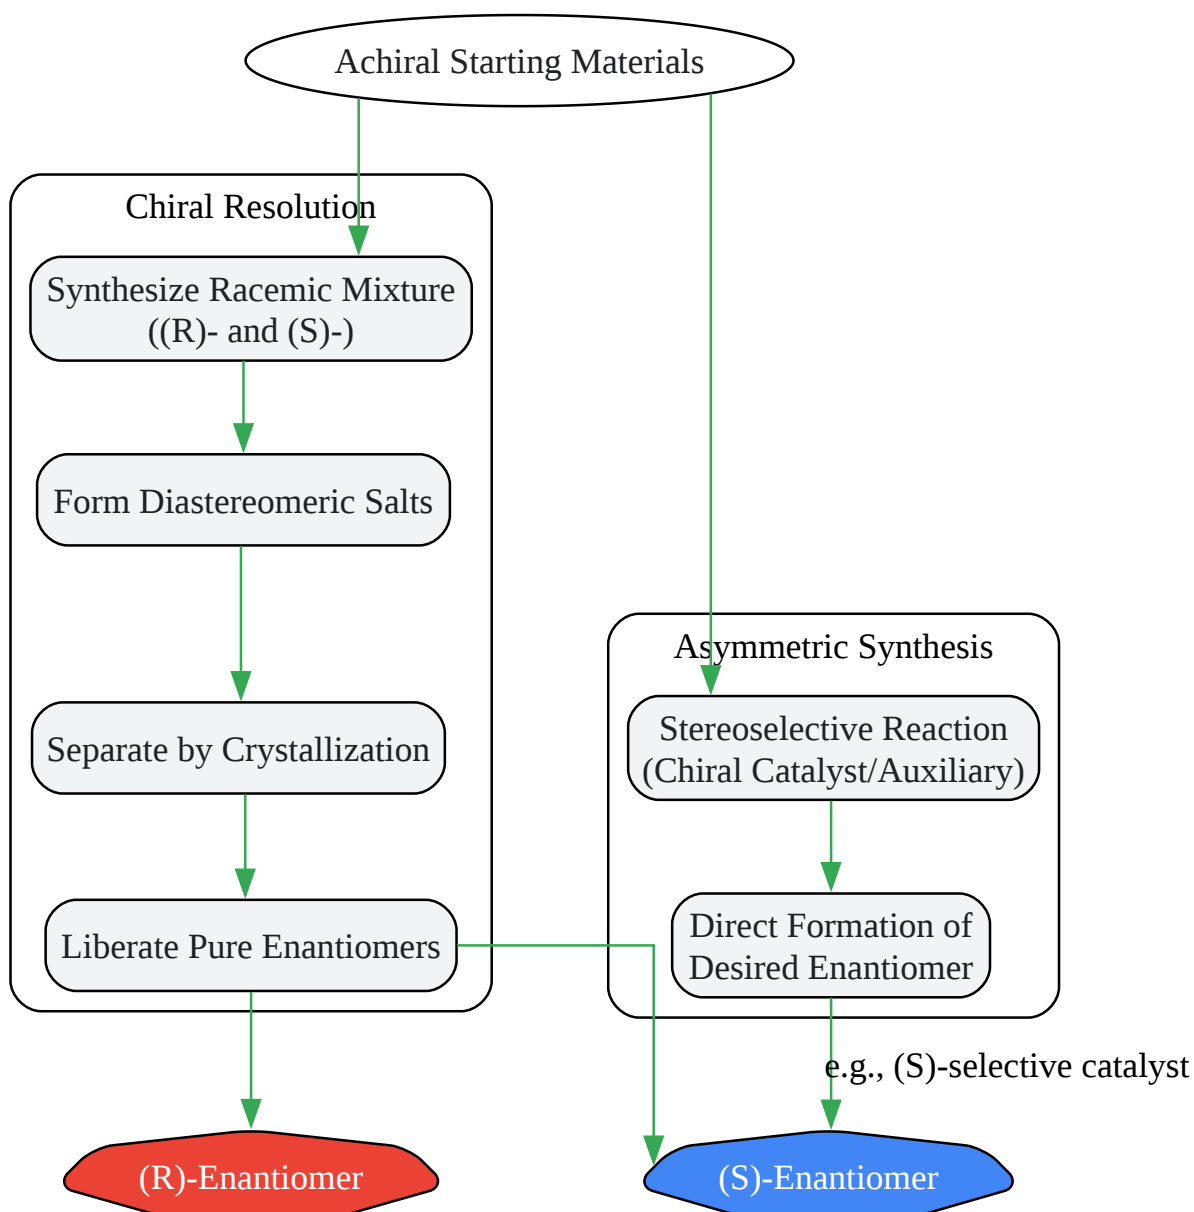 Achiral Starting Materials
Chiral Resolution
Synthesize Racemic Mixture
((R)- and (S)-)
Form Diastereomeric Salts
Separate by Crystallization
Liberate Pure Enantiomers
Asymmetric Synthesis
Stereoselective Reaction
(Chiral Catalyst/Auxiliary)
Direct Formation of
Desired Enantiomer
e.g., (S)-selective catalyst
(R)-Enantiomer
(S)-Enantiomer